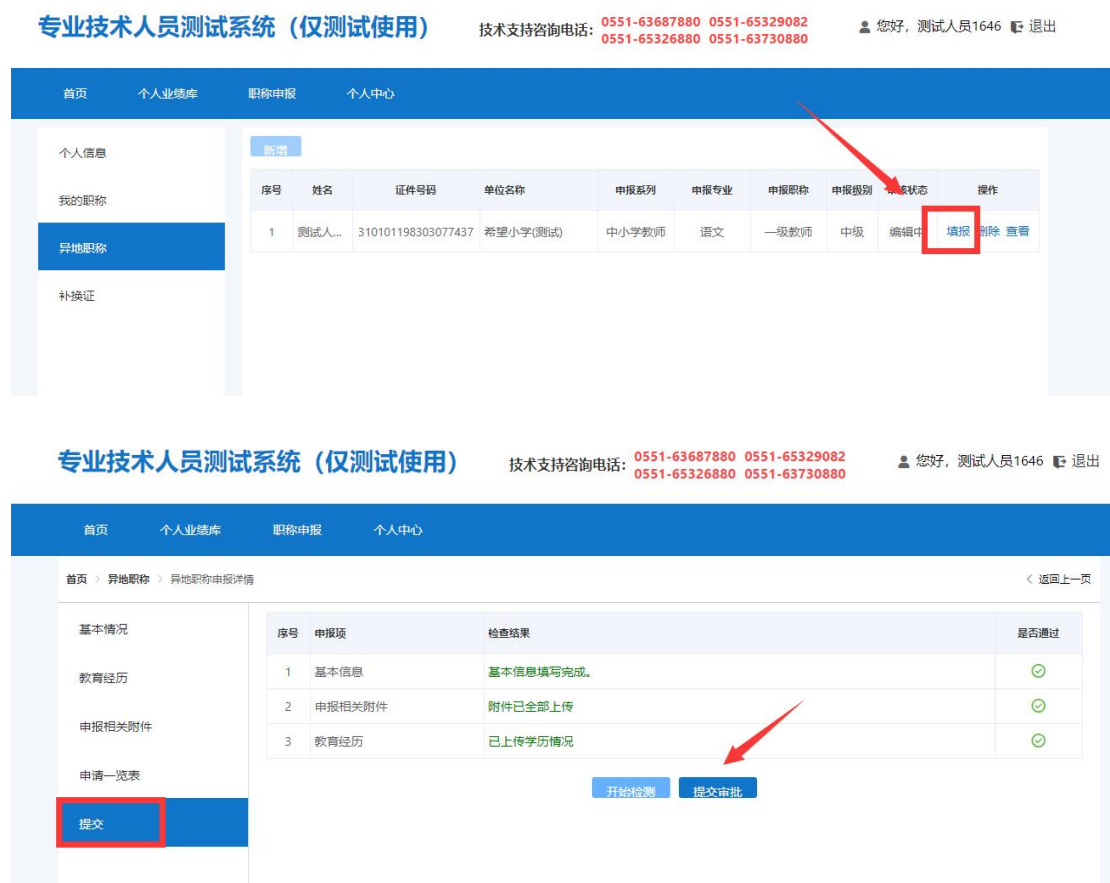 专业技术人员测试系统（仅测试使用）
技术支持咨询电话：
0551-63687880 0551-65329082
0551-65326880 0551-63730880
您好，测试人员1646 退出
首页 个人业绩库 职称申报 个人中心
个人信息
我的职称
异地职称
补换证
新增
序号 姓名 证件号码 单位名称 申报系列 申报专业 申报职称 申报级别 审核状态 操作
1 测试人... 310101198303077437 希望小学(测试) 中小学教师 语文 一级教师 中级 编辑中 填报 删除 查看
专业技术人员测试系统（仅测试使用）
技术支持咨询电话：
0551-63687880 0551-65329082
0551-65326880 0551-63730880
您好，测试人员1646 退出
首页 个人业绩库 职称申报 个人中心
首页 > 异地职称 > 异地职称申报详情
< 返回上一页
基本情况
教育经历
申报相关附件
申请一览表
提交
序号 申报项 检查结果 是否通过
1 基本信息 基本信息填写完成。
2 申报相关附件 附件已全部上传
3 教育经历 已上传学历情况
开始检测 提交审批